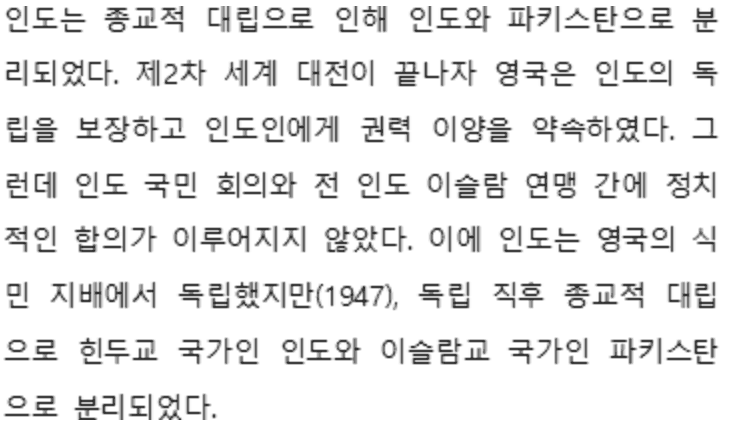 인도는 종교적 대립으로 인해 인도와 파키스탄으로 분
리되었다. 제2차 세계 대전이 끝나자 영국은 인도의 독
립을 보장하고 인도인에게 권력 이양을 약속하였다. 그
런데 인도 국민 회의와 전 인도 이슬람 연맹 간에 정치
적인 합의가 이루어지지 않았다. 이에 인도는 영국의 식
민 지배에서 독립했지만(1947), 독립 직후 종교적 대립
으로 힌두교 국가인 인도와 이슬람교 국가인 파키스탄
으로 분리되었다.